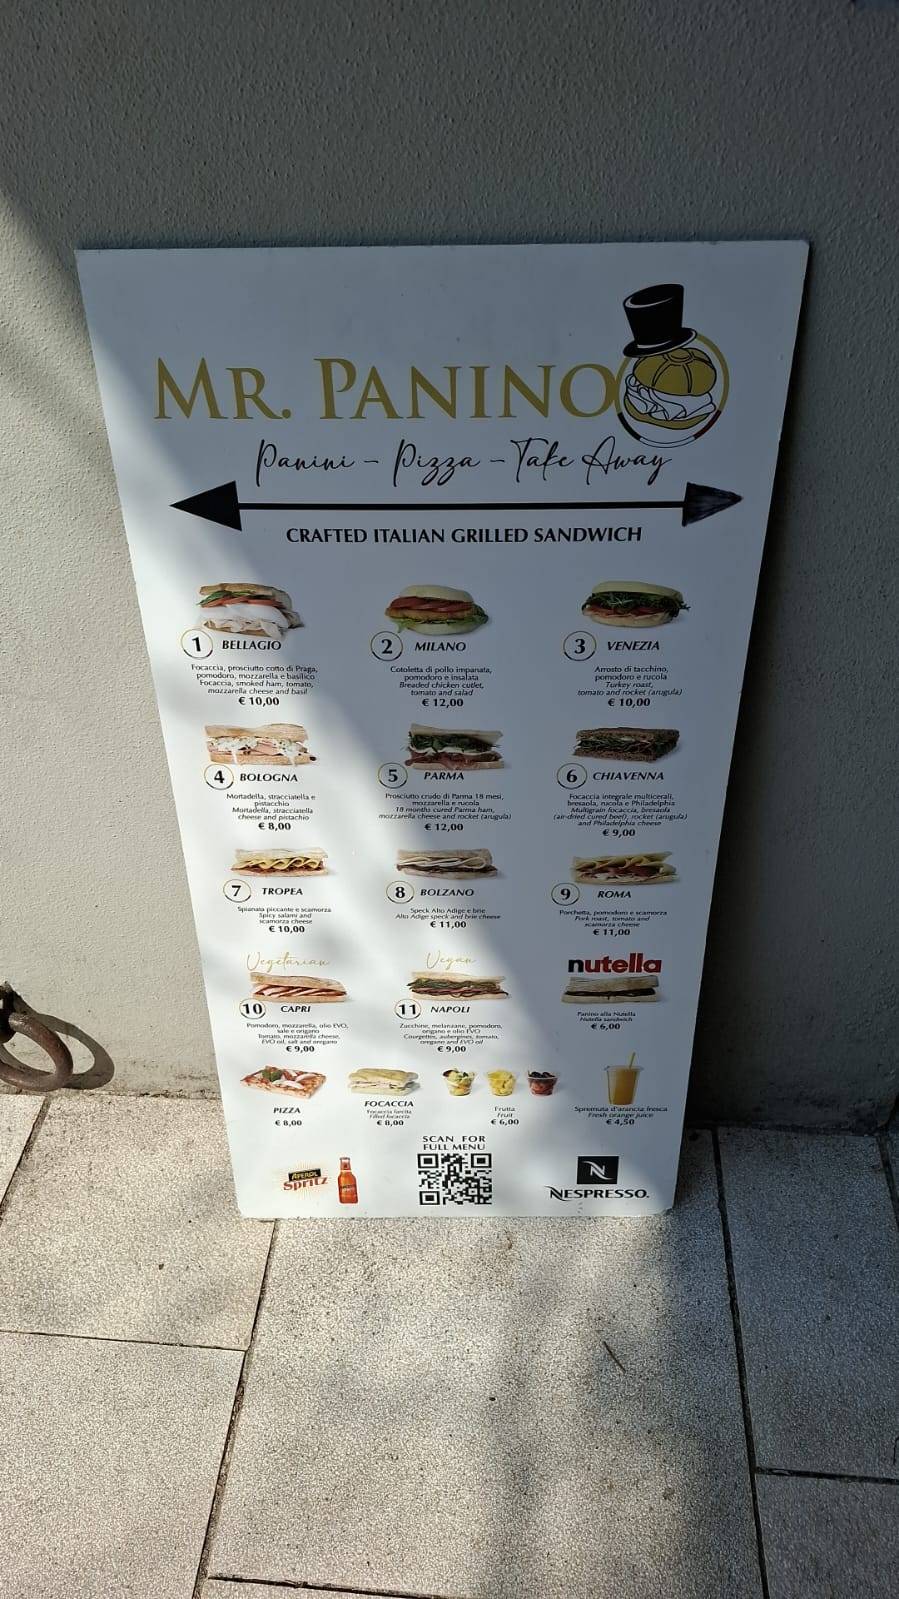 MR. PANINO
Panini - Pizza - Take Away
CRAFTED ITALIAN GRILLED SANDWICH
1 BELLAGIO
Focaccia, prosciutto cotto di Praga,
pomodoro, mozzarella e basilico
Focaccia, smoked ham, tomato,
mozzarella cheese and basil
€ 10,00
2 MILANO
Cotoletta di pollo impanata,
pomodoro e insalata
Breaded chicken cutlet,
tomato and salad
€ 12,00
3 VENEZIA
Arrosto di tacchino,
pomodoro e rucola
Turkey roast,
tomato and rocket (arugula)
€ 10,00
4 BOLOGNA
Mortadella, stracciatella e
pistacchio
Mortadella, stracciatella
cheese and pistachio
€ 8,00
5 PARMA
Prosciutto crudo di Parma 18 mesi,
mozzarella e rucola
18 months cured Parma ham,
mozzarella cheese and rocket (arugula)
€ 12,00
6 CHIAVENNA
Focaccia integrale multicereali,
bresaola, rucola e Philadelphia
Multigrain focaccia, bresaola
(air-dried cured beef), rocket (arugula)
and Philadelphia cheese
€ 9,00
7 TROPEA
Spianata piccante e scamorza
Spicy salami and
scamorza cheese
€ 10,00
8 BOLZANO
Speck Alto Adige e brie
Alto Adige speck and brie cheese
€ 11,00
9 ROMA
Porchetta, pomodoro e scamorza
Pork roast, tomato and
scamorza cheese
€ 11,00
Vegetarian
10 CAPRI
Pomodoro, mozzarella, olio EVO,
sale e origano
Tomato, mozzarella cheese,
EVO oil, salt and oregano
€ 9,00
Vegan
11 NAPOLI
Zucchine, melanzane, pomodoro,
origano e olio EVO
Courgettes, aubergines, tomato,
oregano and EVO oil
€ 9,00
nutella
Panino alla Nutella
Nutella sandwich
€ 6,00
PIZZA
€ 8,00
FOCACCIA
Focaccia farcita
Filled focaccia
€ 8,00
Frutta
Fruit
€ 6,00
Spremuta d'arancia fresca
Fresh orange juice
€ 4,50
APEROL
Spritz
SCAN FOR
FULL MENU
N
NESPRESSO.